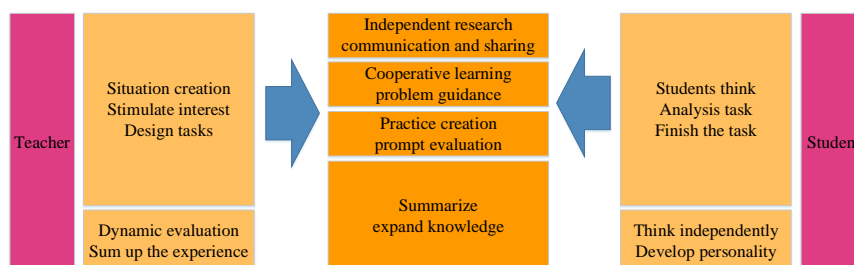 Teacher
Situation creation
Stimulate interest
Design tasks
Dynamic evaluation
Sum up the experience
Independent research
communication and sharing
Cooperative learning
problem guidance
Practice creation
prompt evaluation
Summarize
expand knowledge
Students think
Analysis task
Finish the task
Think independently
Develop personality
Student